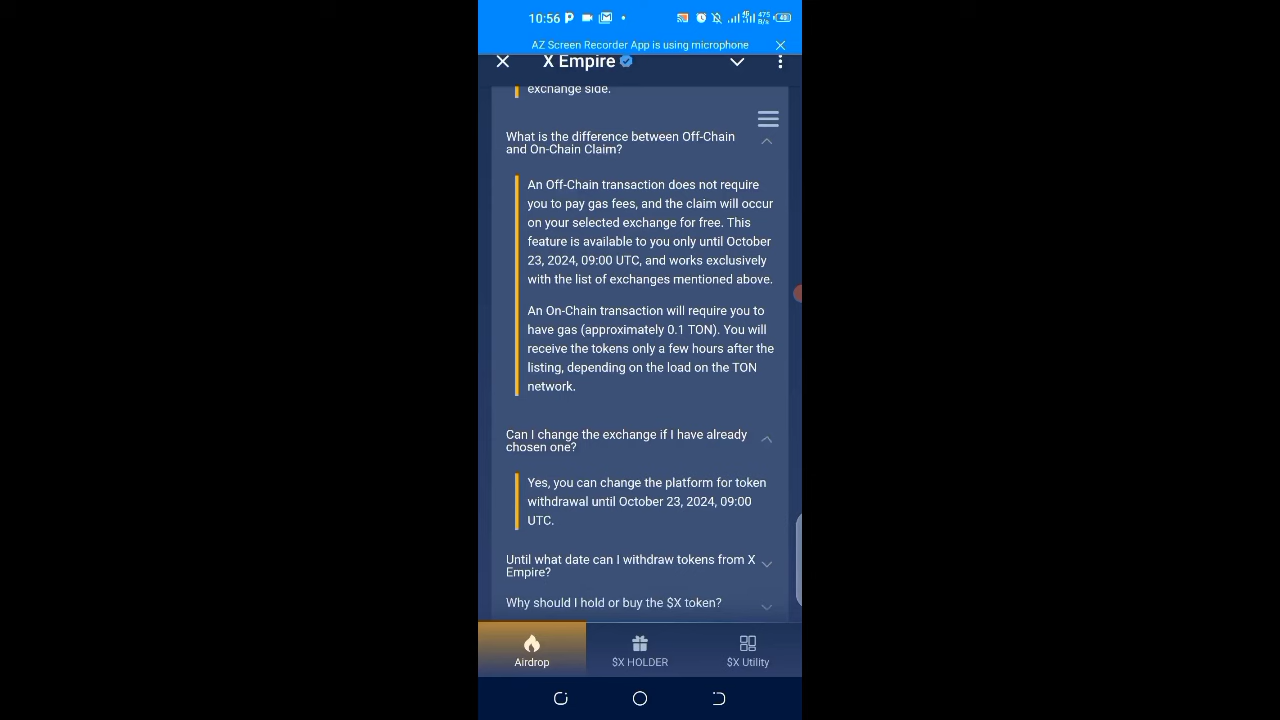 10:56
475 B/s
49
AZ Screen Recorder App is using microphone
X Empire
exchange side.
What is the difference between Off-Chain
and On-Chain Claim?
An Off-Chain transaction does not require
you to pay gas fees, and the claim will occur
on your selected exchange for free. This
feature is available to you only until October
23, 2024, 09:00 UTC, and works exclusively
with the list of exchanges mentioned above.
An On-Chain transaction will require you to
have gas (approximately 0.1 TON). You will
receive the tokens only a few hours after the
listing, depending on the load on the TON
network.
Can I change the exchange if I have already
chosen one?
Yes, you can change the platform for token
withdrawal until October 23, 2024, 09:00
UTC.
Until what date can I withdraw tokens from X
Empire?
Why should I hold or buy the $X token?
Airdrop
$X HOLDER
$X Utility